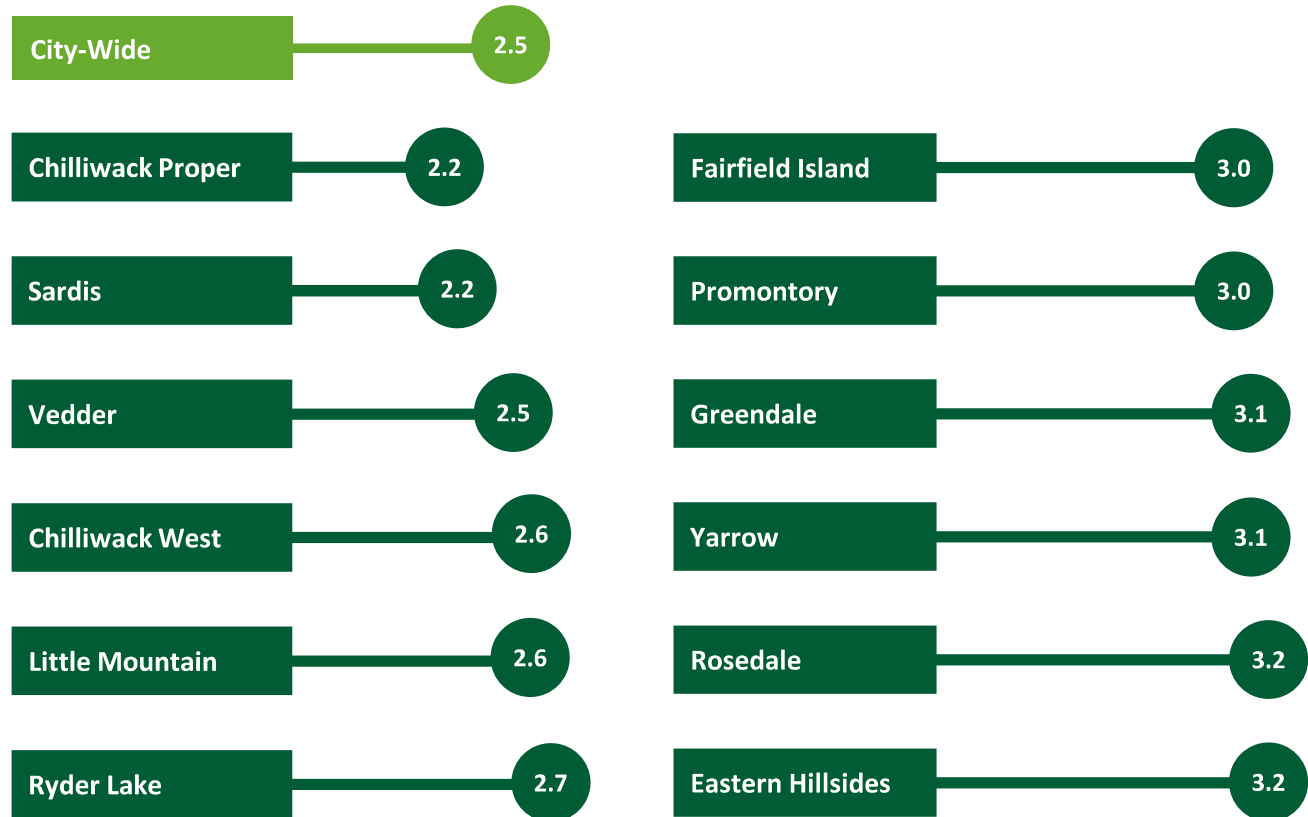 City-Wide 2.5
Chilliwack Proper 2.2
Sardis 2.2
Vedder 2.5
Chilliwack West 2.6
Little Mountain 2.6
Ryder Lake 2.7
Fairfield Island 3.0
Promontory 3.0
Greendale 3.1
Yarrow 3.1
Rosedale 3.2
Eastern Hillsides 3.2